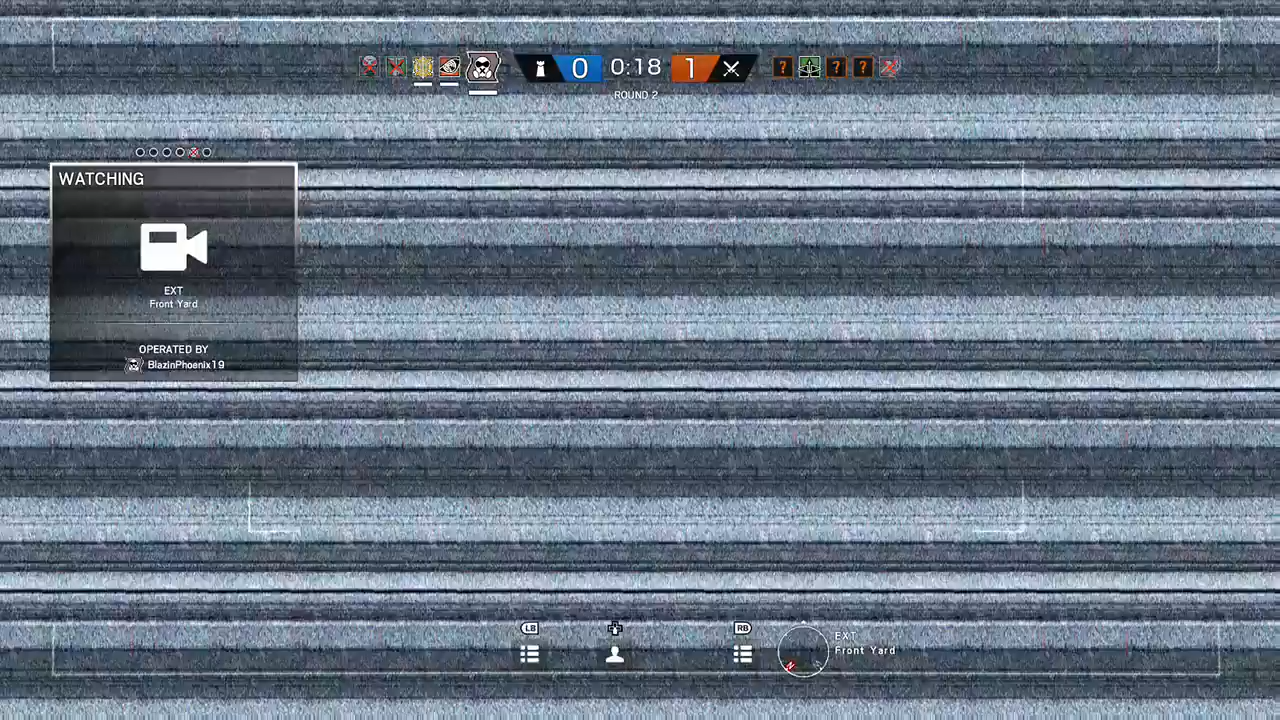 0 0:18 1
ROUND 2
? ? ? ?
WATCHING
EXT
Front Yard
OPERATED BY
BlazinPhoenix19
LB RB
EXT
Front Yard